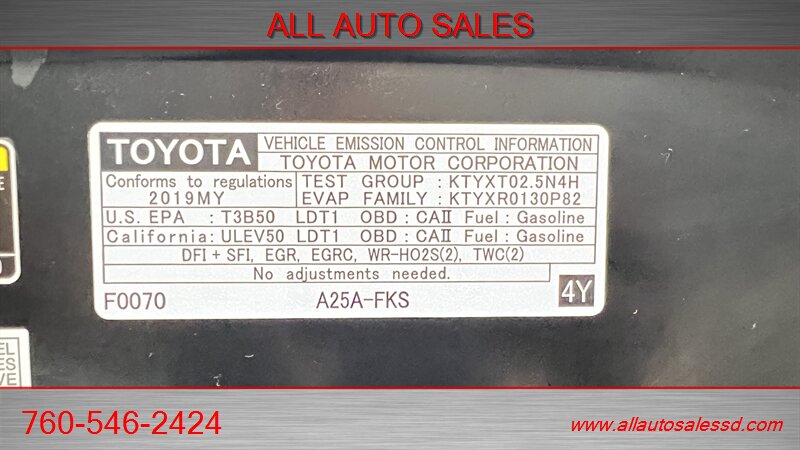 ALL AUTO SALES
TOYOTA
VEHICLE EMISSION CONTROL INFORMATION
TOYOTA MOTOR CORPORATION
Conforms to regulations
2019MY
TEST GROUP : KTYXT02.5N4H
EVAP FAMILY : KTYXR0130P82
U.S. EPA : T3B50 LDT1 OBD : CAII Fuel : Gasoline
California: ULEV50 LDT1 OBD : CAII Fuel : Gasoline
DFI + SFI, EGR, EGRC, WR-HO2S(2), TWC(2)
No adjustments needed.
F0070 A25A-FKS 4Y
760-546-2424
www.allautosalessd.com